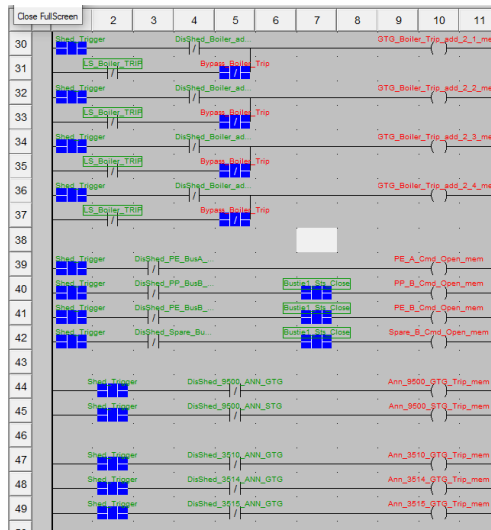 Close FullScreen
2 3 4 5 6 7 8 9 10 11
30 Shed_Trigger DisShed_Boiler_ad... GTG_Boiler_Trip_add_2_1_me
31 LS_Boiler_TRIP Bypass_Boiler_Trip
32 Shed_Trigger DisShed_Boiler_ad... GTG_Boiler_Trip_add_2_2_me
33 LS_Boiler_TRIP Bypass_Boiler_Trip
34 Shed_Trigger DisShed_Boiler_ad... GTG_Boiler_Trip_add_2_3_me
35 LS_Boiler_TRIP Bypass_Boiler_Trip
36 Shed_Trigger DisShed_Boiler_ad... GTG_Boiler_Trip_add_2_4_me
37 LS_Boiler_TRIP Bypass_Boiler_Trip
38
39 Shed_Trigger DisShed_PE_BusA_... PE_A_Cmd_Open_mem
40 Shed_Trigger DisShed_PP_BusB_... Bustie1_Sts_Close PP_B_Cmd_Open_mem
41 Shed_Trigger DisShed_PE_BusB_... Bustie1_Sts_Close PE_B_Cmd_Open_mem
42 Shed_Trigger DisShed_Spare_Bu... Bustie1_Sts_Close Spare_B_Cmd_Open_mem
43
44 Shed_Trigger DisShed_9500_ANN_GTG Ann_9500_GTG_Trip_mem
45 Shed_Trigger DisShed_9500_ANN_STG Ann_9500_STG_Trip_mem
46
47 Shed_Trigger DisShed_3510_ANN_GTG Ann_3510_GTG_Trip_mem
48 Shed_Trigger DisShed_3514_ANN_GTG Ann_3514_GTG_Trip_mem
49 Shed_Trigger DisShed_3515_ANN_GTG Ann_3515_GTG_Trip_mem